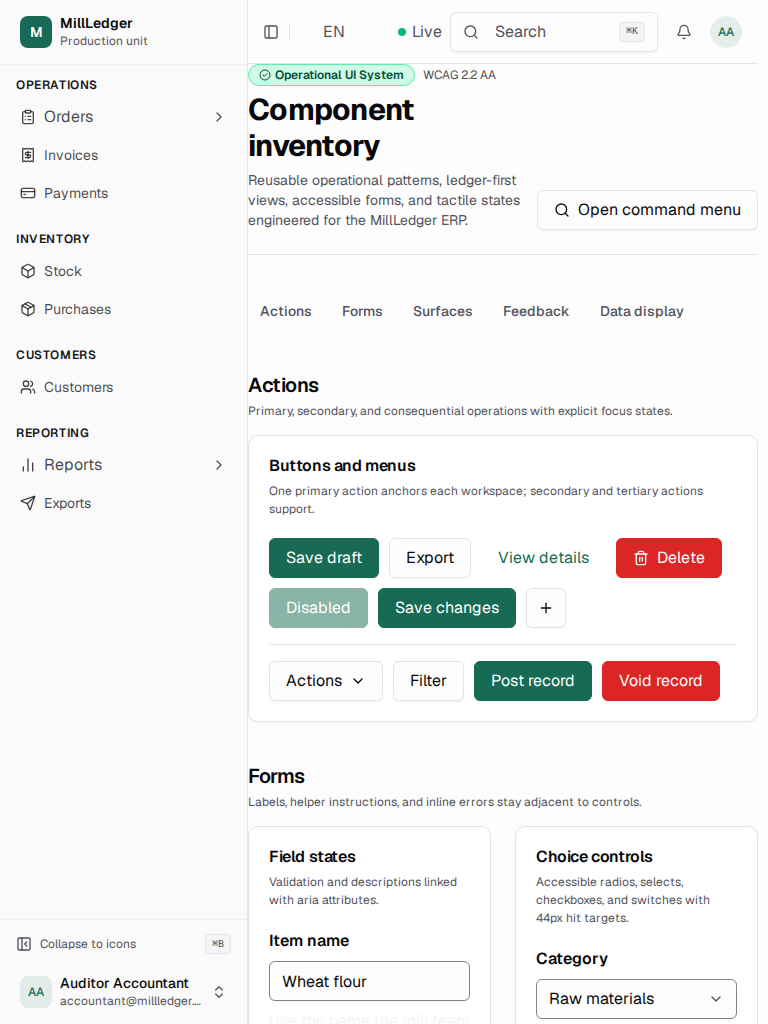 M
MillLedger
Production unit
OPERATIONS
Orders
Invoices
Payments
INVENTORY
Stock
Purchases
CUSTOMERS
Customers
REPORTING
Reports
Exports
Collapse to icons
⌘B
AA
Auditor Accountant
accountant@millledger...
EN
Live
Search
⌘K
AA
Operational UI System
WCAG 2.2 AA
Component
inventory
Reusable operational patterns, ledger-first
views, accessible forms, and tactile states
engineered for the MillLedger ERP.
Open command menu
Actions
Forms
Surfaces
Feedback
Data display
Actions
Primary, secondary, and consequential operations with explicit focus states.
Buttons and menus
One primary action anchors each workspace; secondary and tertiary actions
support.
Save draft
Export
View details
Delete
Disabled
Save changes
Actions
Filter
Post record
Void record
Forms
Labels, helper instructions, and inline errors stay adjacent to controls.
Field states
Validation and descriptions linked
with aria attributes.
Item name
Wheat flour
Use the name the mill team
Choice controls
Accessible radios, selects,
checkboxes, and switches with
44px hit targets.
Category
Raw materials